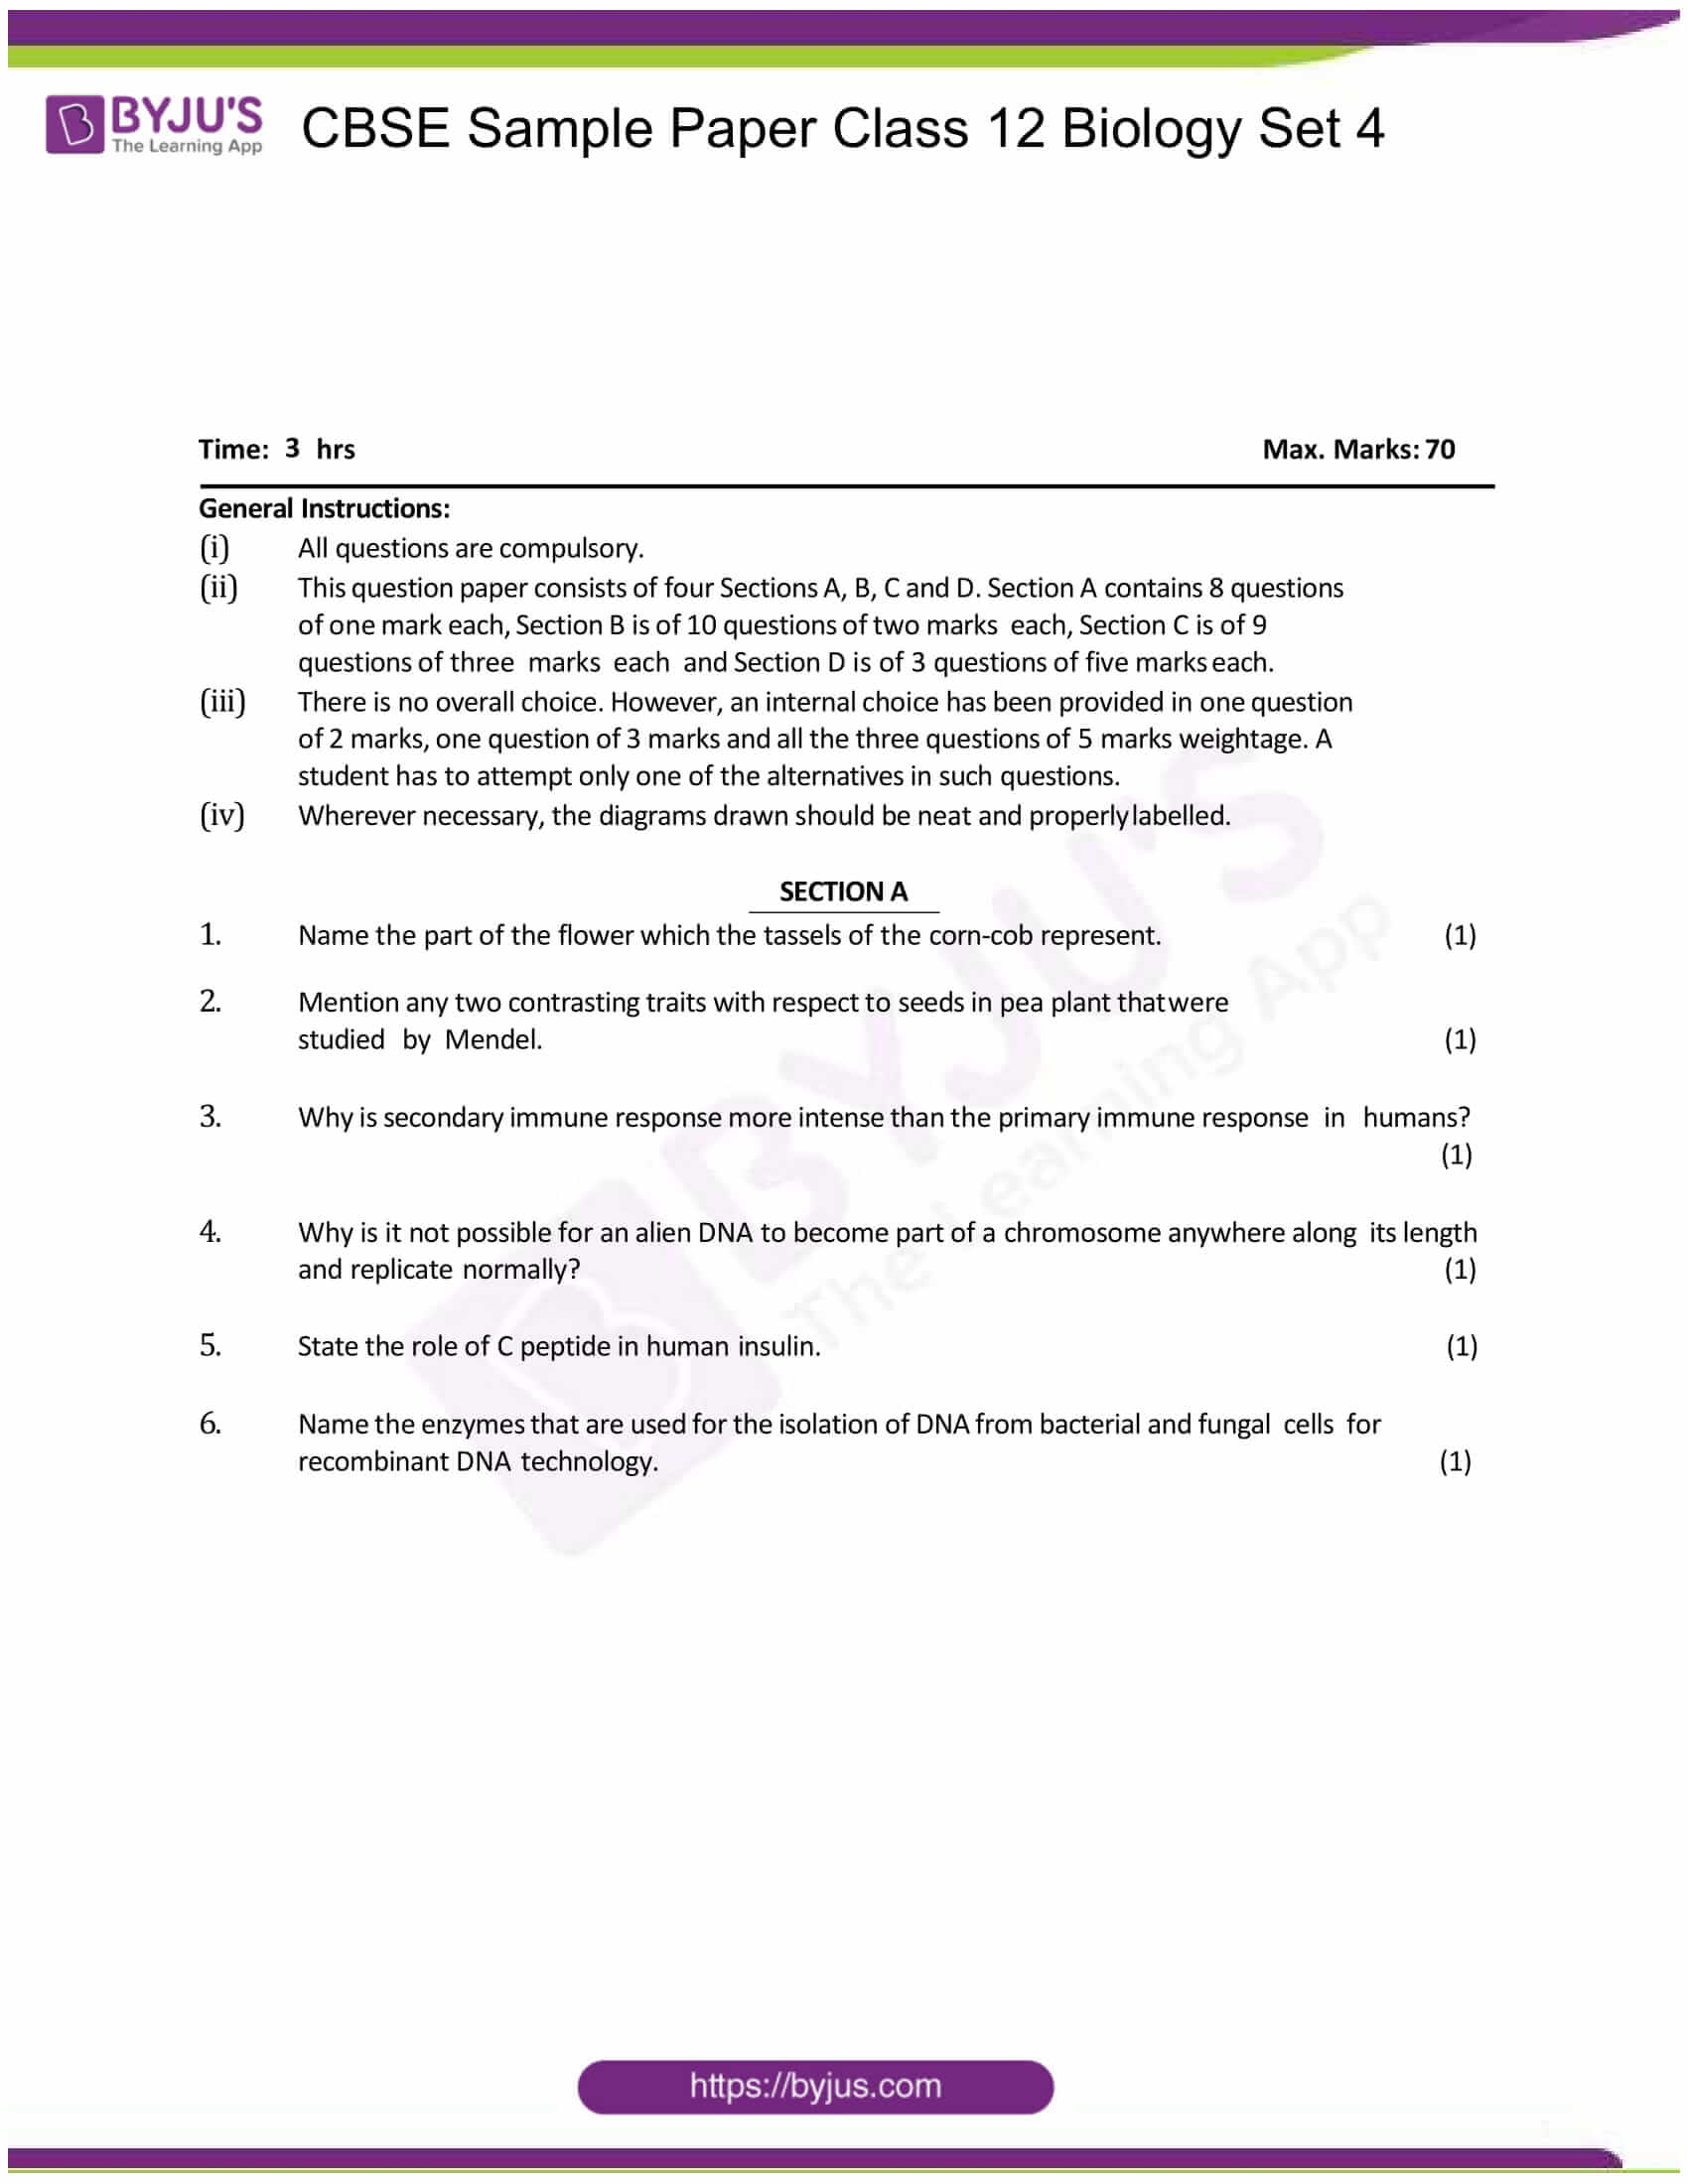 BYJU'S
The Learning App
CBSE Sample Paper Class 12 Biology Set 4
Time: 3 hrs Max. Marks: 70
General Instructions:
(i) All questions are compulsory.
(ii) This question paper consists of four Sections A, B, C and D. Section A contains 8 questions
of one mark each, Section B is of 10 questions of two marks each, Section C is of 9
questions of three marks each and Section D is of 3 questions of five marks each.
(iii) There is no overall choice. However, an internal choice has been provided in one question
of 2 marks, one question of 3 marks and all the three questions of 5 marks weightage. A
student has to attempt only one of the alternatives in such questions.
(iv) Wherever necessary, the diagrams drawn should be neat and properly labelled.
SECTION A
1. Name the part of the flower which the tassels of the corn-cob represent. (1)
2. Mention any two contrasting traits with respect to seeds in pea plant that were
studied by Mendel. (1)
3. Why is secondary immune response more intense than the primary immune response in humans?
(1)
4. Why is it not possible for an alien DNA to become part of a chromosome anywhere along its length
and replicate normally? (1)
5. State the role of C peptide in human insulin. (1)
6. Name the enzymes that are used for the isolation of DNA from bacterial and fungal cells for
recombinant DNA technology. (1)
BYJU'S
The Learning App
https://byjus.com